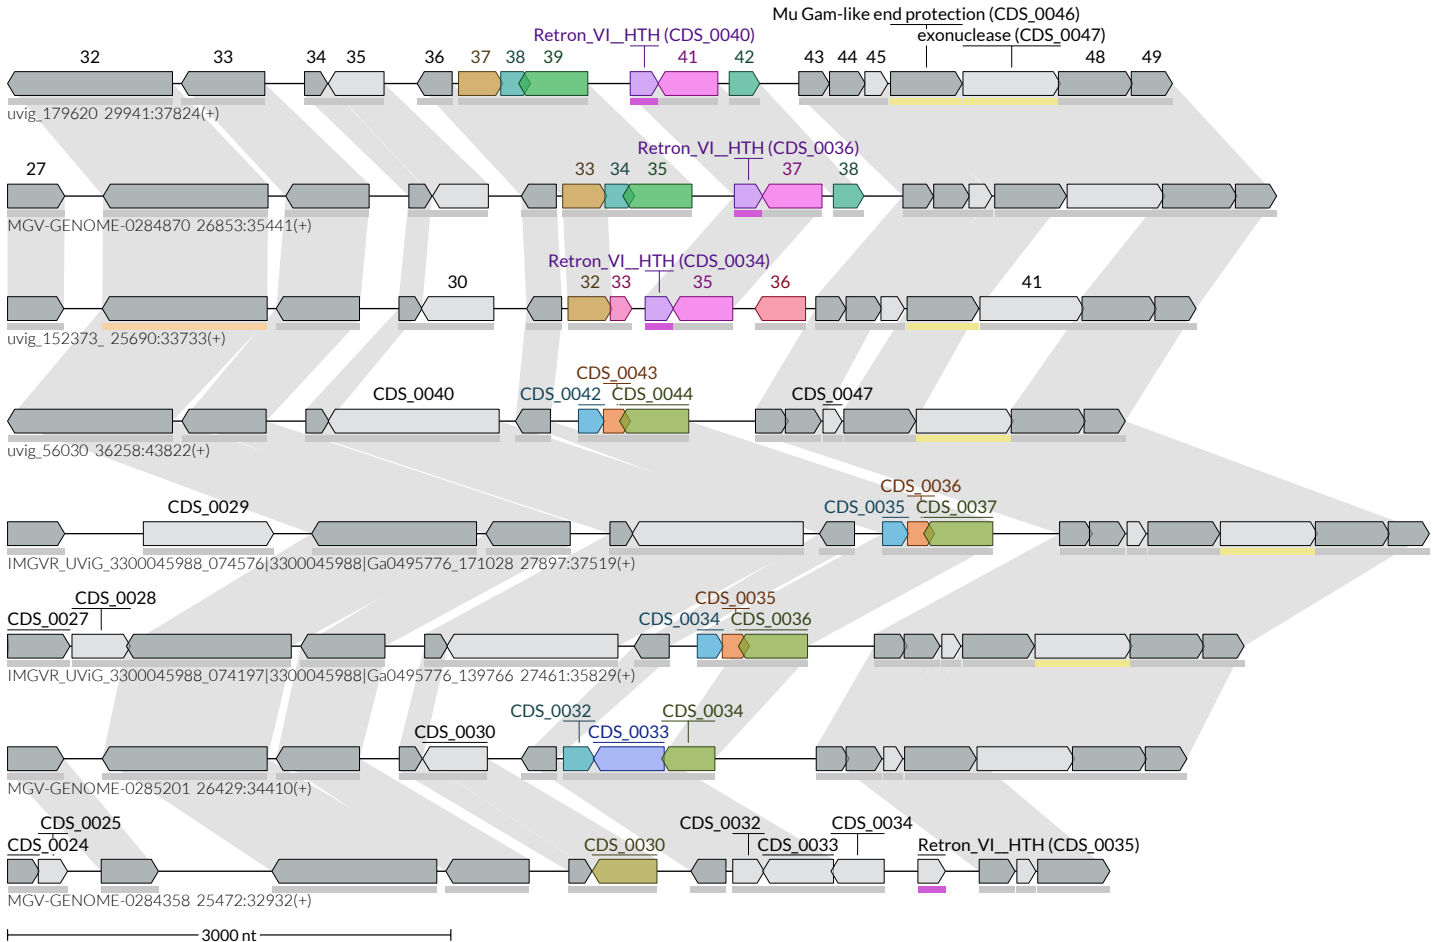 Mu Gam-like end protection (CDS_0046)
Retron_VI__HTH (CDS_0040) exonuclease (CDS_0047)
32 33 34 35 36 37 38 39 41 42 43 44 45 48 49
uvig_179620 29941:37824(+)
Retron_VI__HTH (CDS_0036)
27 33 34 35 37 38
MGV-GENOME-0284870 26853:35441(+)
Retron_VI__HTH (CDS_0034)
30 32 33 35 36 41
uvig_152373_ 25690:33733(+)
CDS_0043
CDS_0040 CDS_0042 CDS_0044 CDS_0047
uvig_56030 36258:43822(+)
CDS_0036
CDS_0029 CDS_0035 CDS_0037
IMGVR_UViG_3300045988_074576|3300045988|Ga0495776_171028 27897:37519(+)
CDS_0028 CDS_0035
CDS_0027 CDS_0034 CDS_0036
IMGVR_UViG_3300045988_074197|3300045988|Ga0495776_139766 27461:35829(+)
CDS_0032 CDS_0034
CDS_0030 CDS_0033
MGV-GENOME-0285201 26429:34410(+)
CDS_0025 CDS_0032 CDS_0034
CDS_0024 CDS_0030 CDS_0033 Retron_VI__HTH (CDS_0035)
MGV-GENOME-0284358 25472:32932(+)
3000 nt